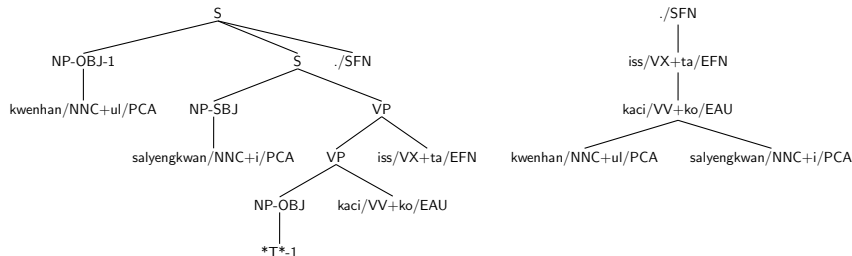 S ./SFN
NP-OBJ-1 S ./SFN iss/VX+ta/EFN
kwenhan/NNC+ul/PCA NP-SBJ VP kaci/VV+ko/EAU
salyengkwan/NNC+i/PCA VP iss/VX+ta/EFN kwenhan/NNC+ul/PCA salyengkwan/NNC+i/PCA
NP-OBJ kaci/VV+ko/EAU
*T*-1